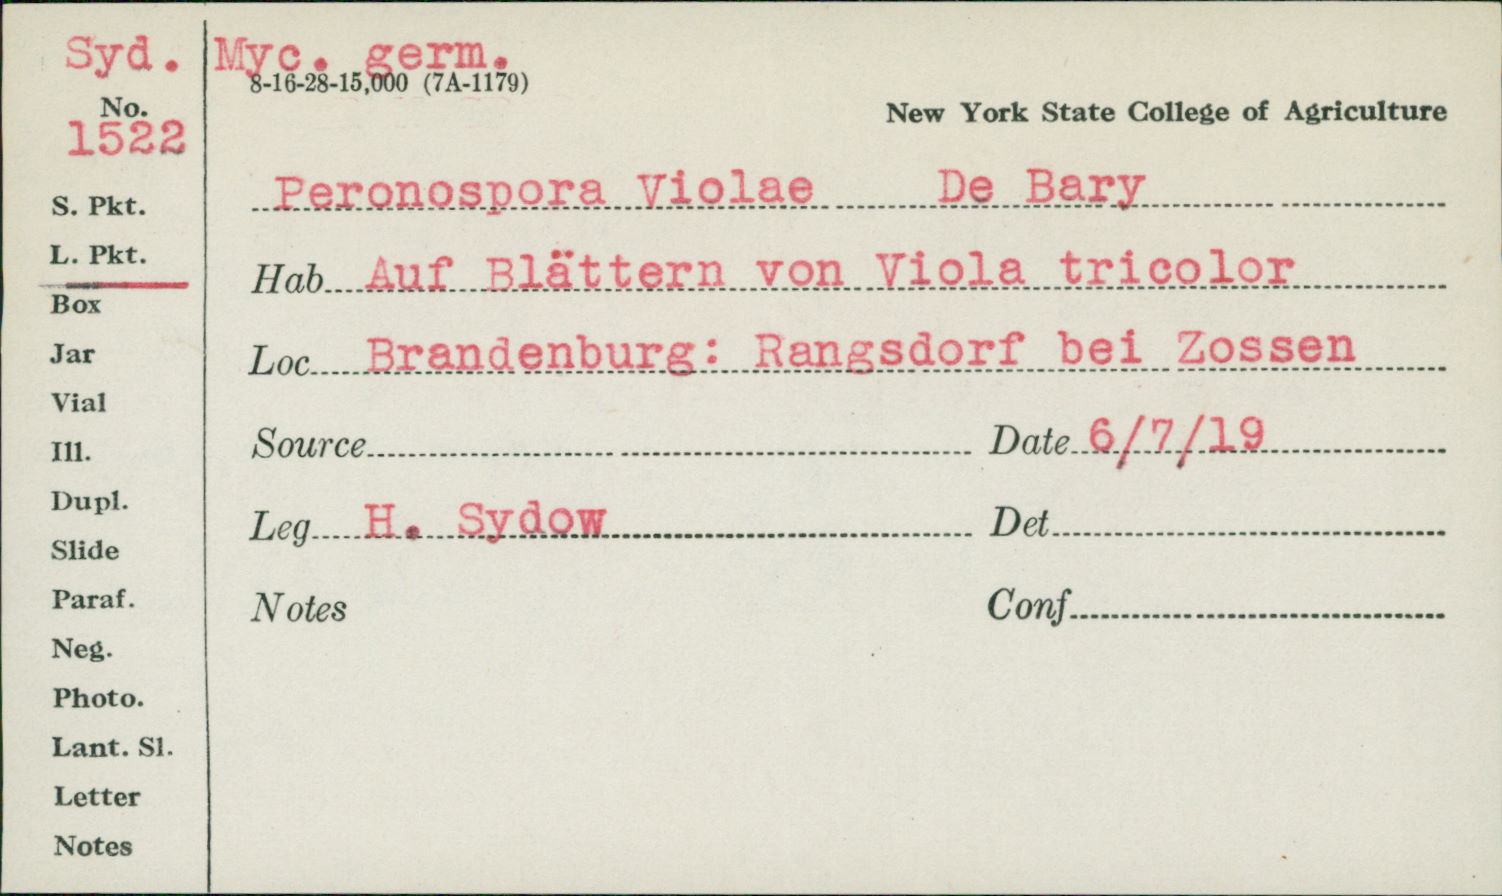 Syd. Myc. germ.
8-16-28-15,000 (7A-1179)
No.
1522
New York State College of Agriculture
Peronospora Violae De Bary
Hab. Auf Blättern von Viola tricolor
Loc. Brandenburg: Rangsdorf bei Zossen
Source
Date 6/7/19
Leg. H. Sydow
Det.
Notes
Conf.
S. Pkt.
L. Pkt.
Box
Jar
Vial
Ill.
Dupl.
Slide
Paraf.
Neg.
Photo.
Lant. Sl.
Letter
Notes